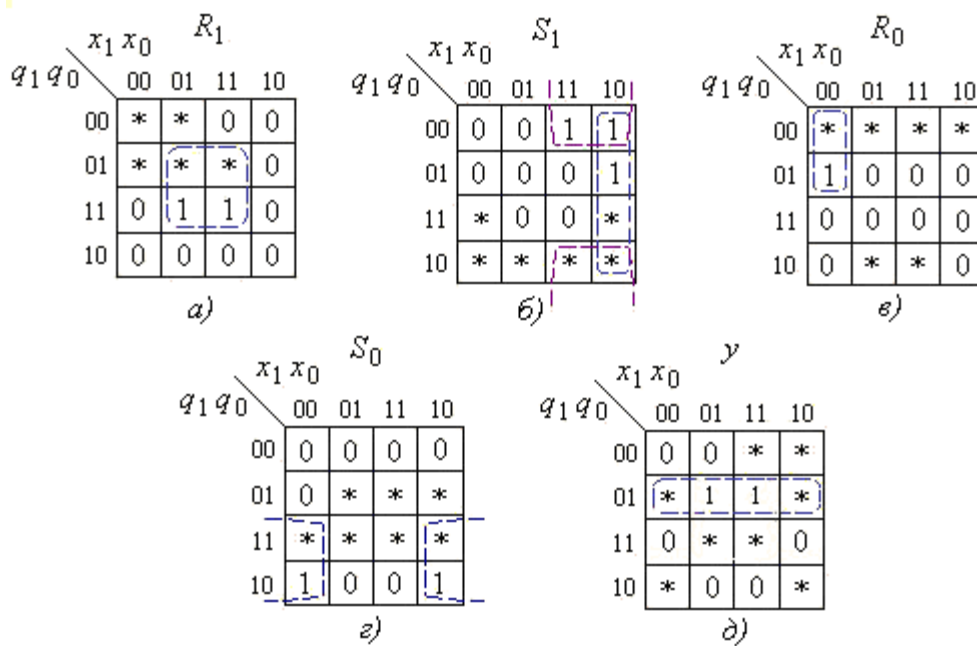 R1 S1 R0
x1 x0 x1 x0 x1 x0
q1 q0 00 01 11 10 q1 q0 00 01 11 10 q1 q0 00 01 11 10
00 * * 0 0 00 0 0 1 1 00 * * * *
01 * * * 0 01 0 0 0 1 01 1 0 0 0
11 0 1 1 0 11 * 0 0 * 11 0 0 0 0
10 0 0 0 0 10 * * * * 10 0 * * 0
а) б) в)
S0 y
x1 x0 x1 x0
q1 q0 00 01 11 10 q1 q0 00 01 11 10
00 0 0 0 0 00 0 0 * *
01 0 * * * 01 * 1 1 *
11 * * * * 11 0 * * 0
10 1 0 0 1 10 * 0 0 *
г) д)